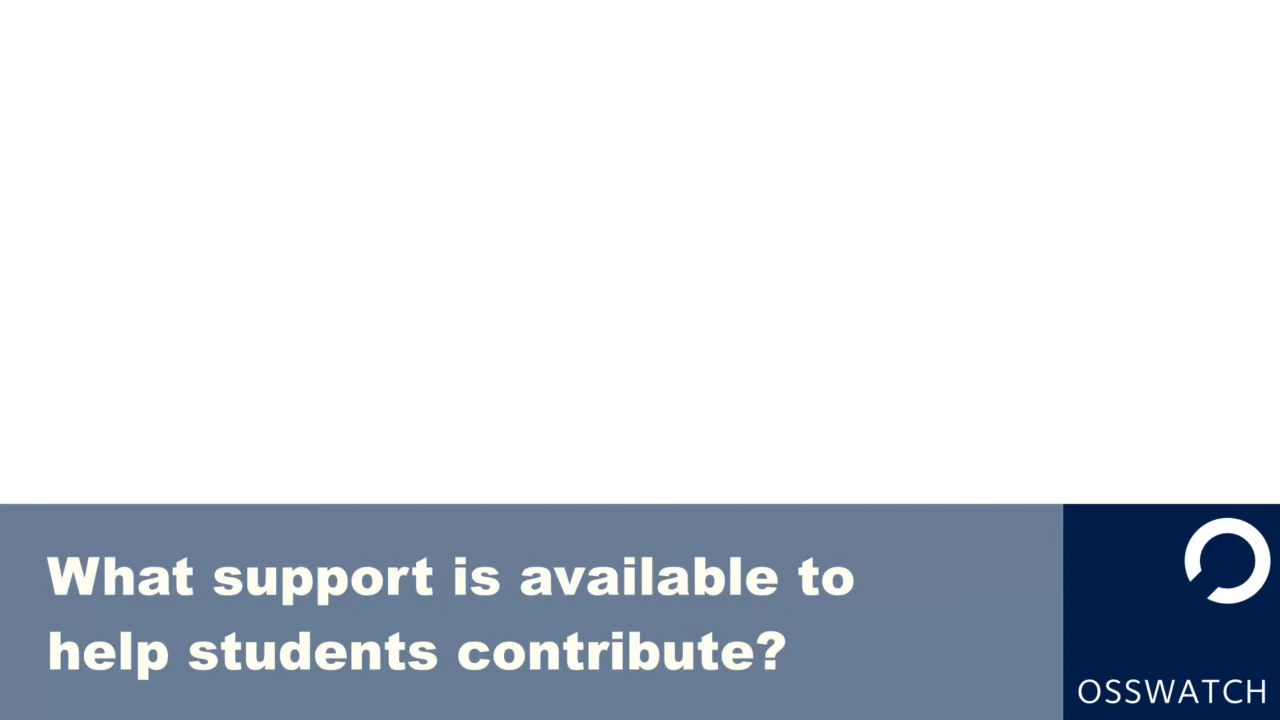 What support is available to
help students contribute?
OSSWATCH